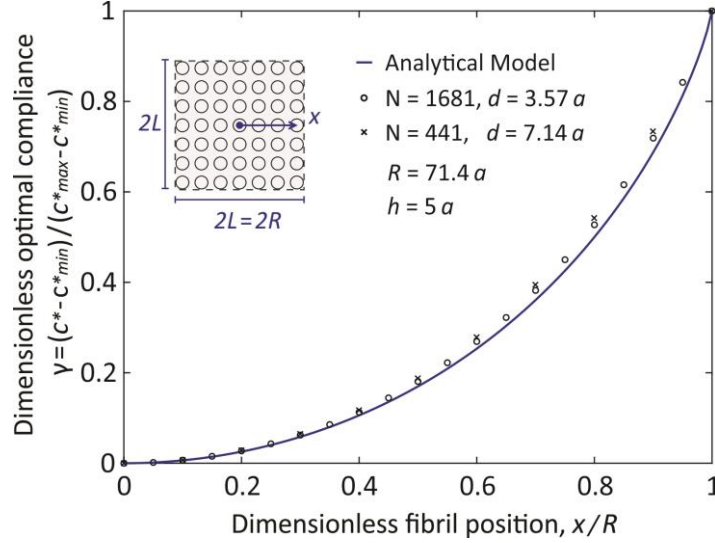 Dimensionless optimal compliance
γ=(c*-c*min)/(c*max-c*min)
1
0.8
0.6
0.4
0.2
0
2L
x
2L=2R
Analytical Model
N = 1681, d = 3.57 a
N = 441, d = 7.14 a
R = 71.4 a
h = 5 a
0 0.2 0.4 0.6 0.8 1
Dimensionless fibril position, x/R